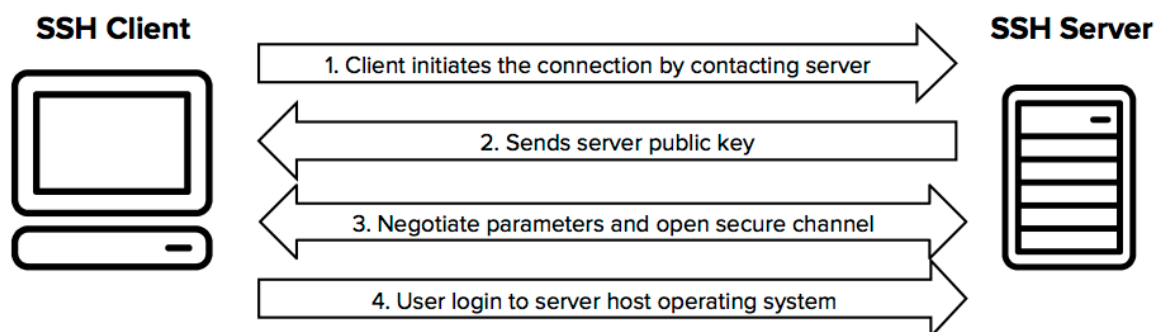 SSH Client
SSH Server
1. Client initiates the connection by contacting server
2. Sends server public key
3. Negotiate parameters and open secure channel
4. User login to server host operating system